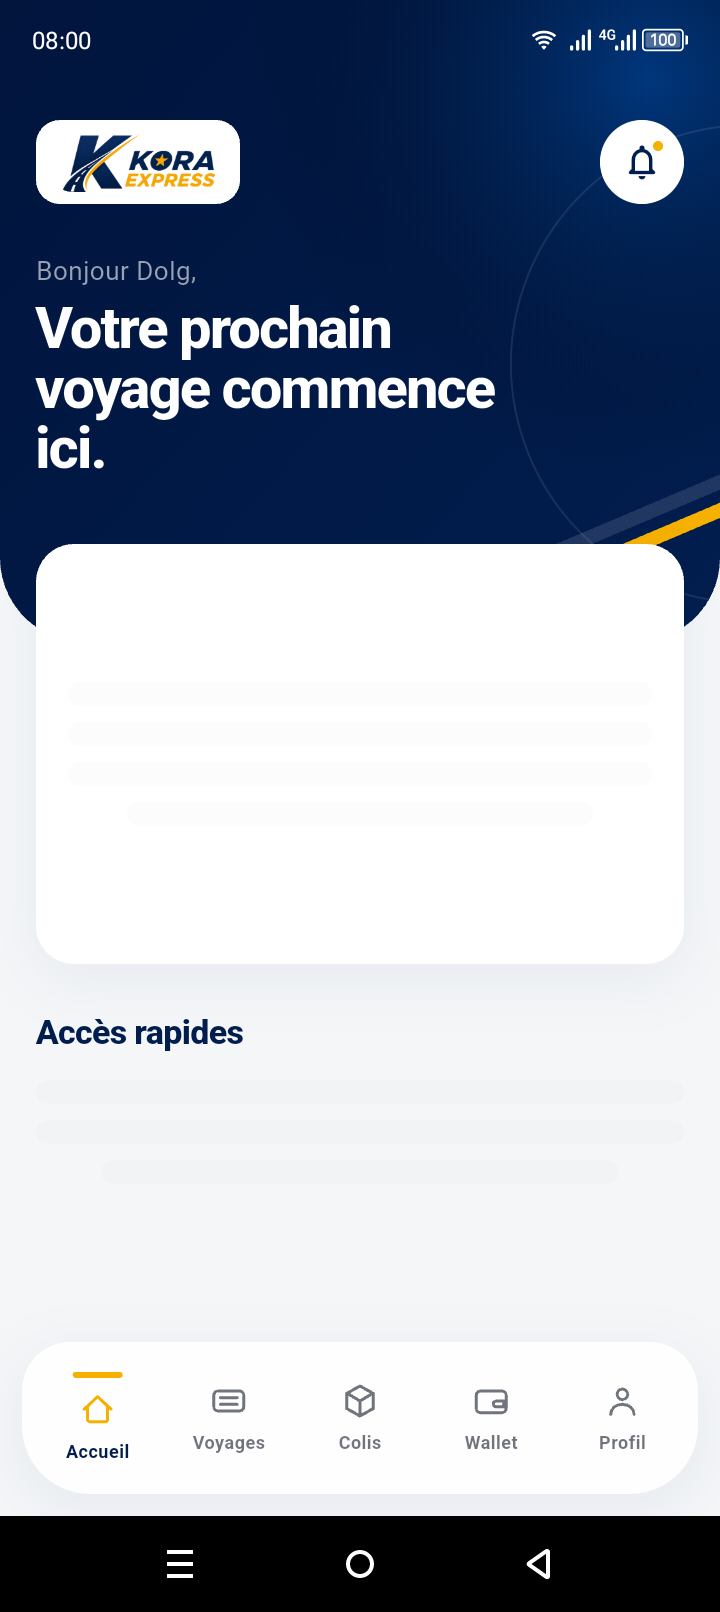 08:00
4G
100
KORA
EXPRESS
Bonjour Dolg,
Votre prochain
voyage commence
ici.
Accès rapides
Accueil
Voyages
Colis
Wallet
Profil